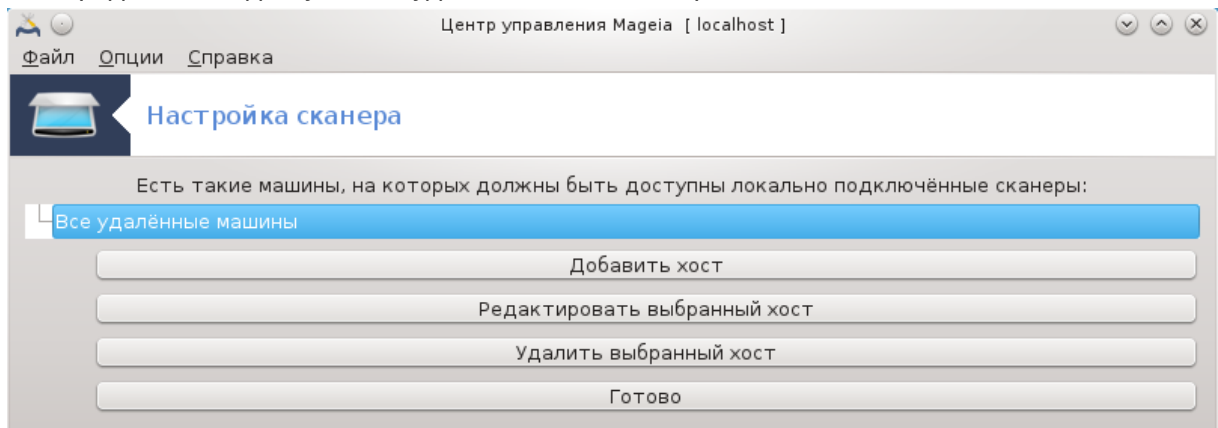 Центр управления Mageia [ localhost ]
Файл Опции Справка
Настройка сканера
Есть такие машины, на которых должны быть доступны локально подключённые сканеры:
Все удалённые машины
Добавить хост
Редактировать выбранный хост
Удалить выбранный хост
Готово